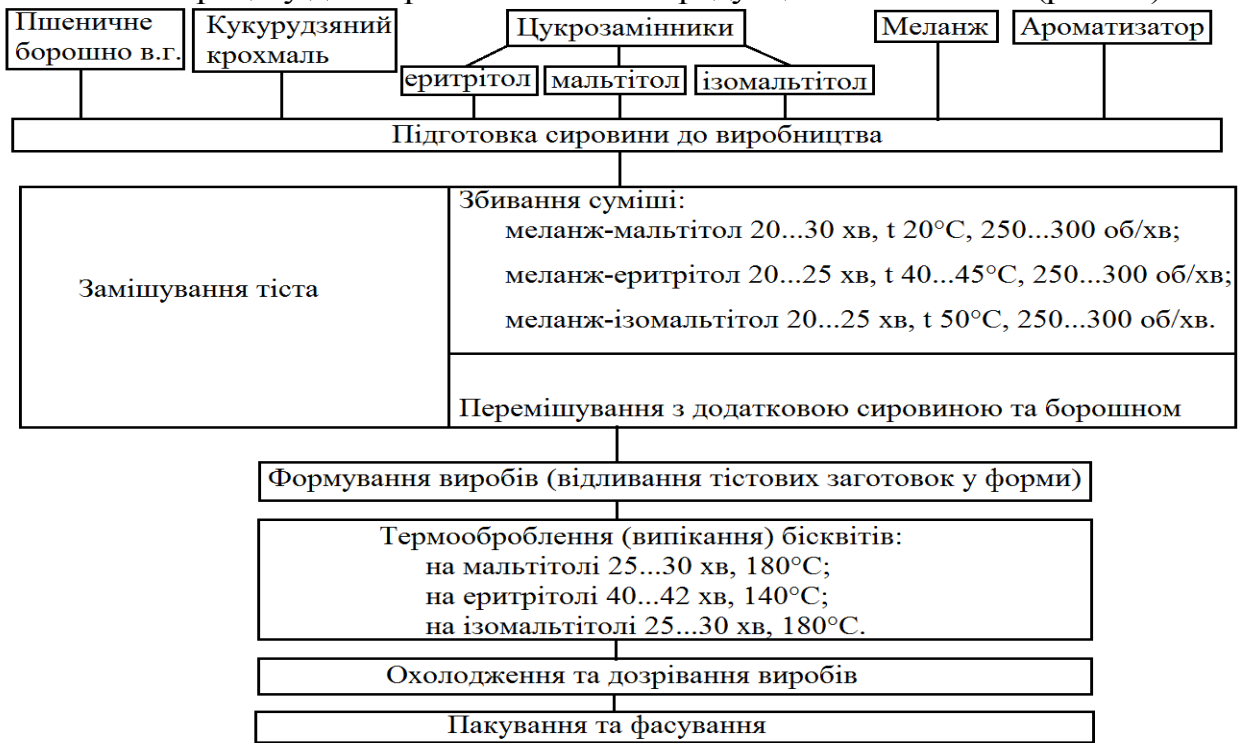 Пшеничне борошно в.г.
Кукурудзяний крохмаль
Цукрозамінники
Меланж
Ароматизатор
еритрітол
мальтітол
ізомальтітол
Підготовка сировини до виробництва
Замішування тіста
Збивання суміші:
меланж-мальтітол 20...30 хв, t 20°C, 250...300 об/хв;
меланж-еритрітол 20...25 хв, t 40...45°C, 250...300 об/хв;
меланж-ізомальтітол 20...25 хв, t 50°C, 250...300 об/хв.
Перемішування з додатковою сировиною та борошном
Формування виробів (відливання тістових заготовок у форми)
Термооброблення (випікання) бісквітів:
на мальтітолі 25...30 хв, 180°C;
на еритрітолі 40...42 хв, 140°C;
на ізомальтітолі 25...30 хв, 180°C.
Охолодження та дозрівання виробів
Пакування та фасування